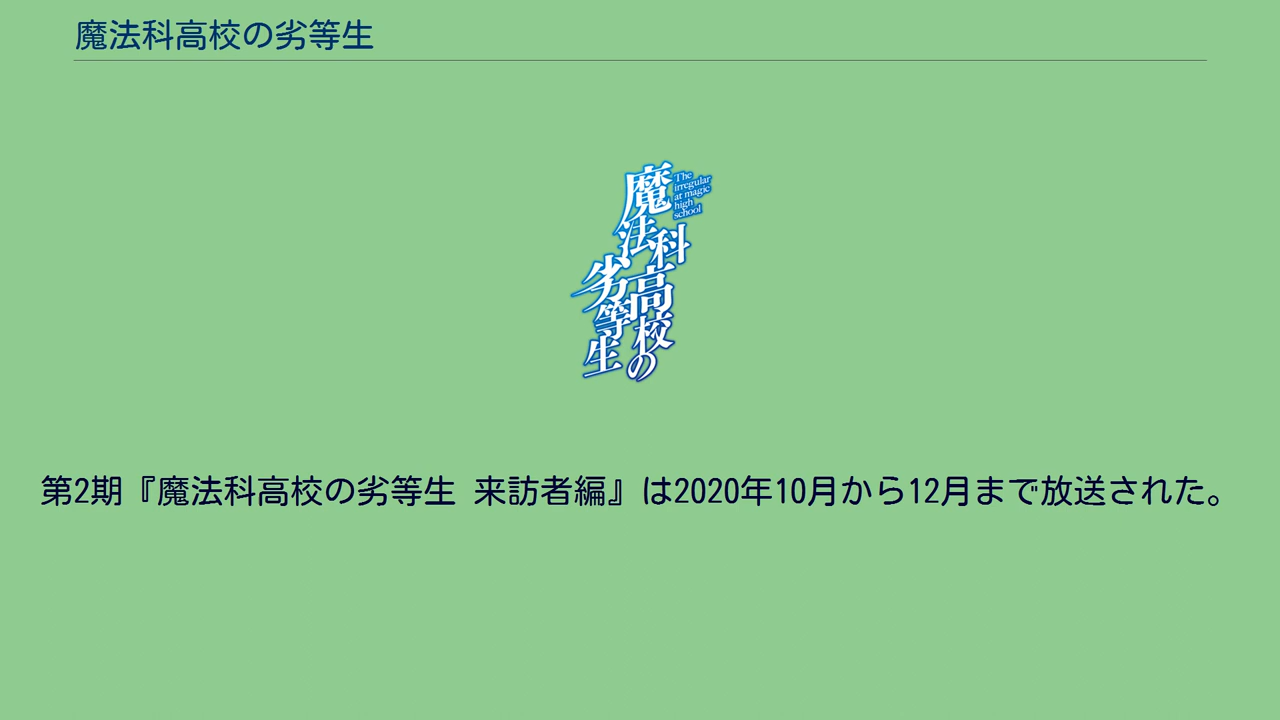 魔法科高校の劣等生
魔法科高校の劣等生
The
irregular
at magic
high
school
第2期『魔法科高校の劣等生 来訪者編』は2020年10月から12月まで放送された。